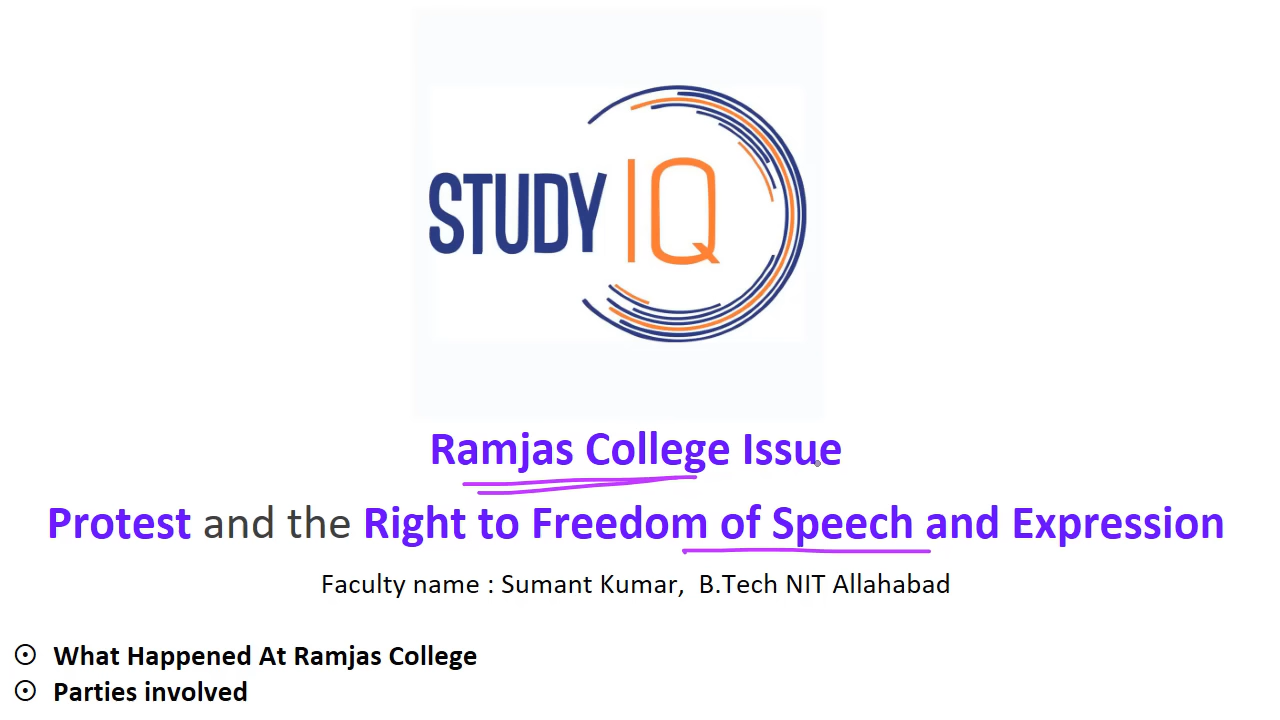 STUDY IQ
Ramjas College Issue
Protest and the Right to Freedom of Speech and Expression
Faculty name : Sumant Kumar, B.Tech NIT Allahabad
What Happened At Ramjas College
Parties involved